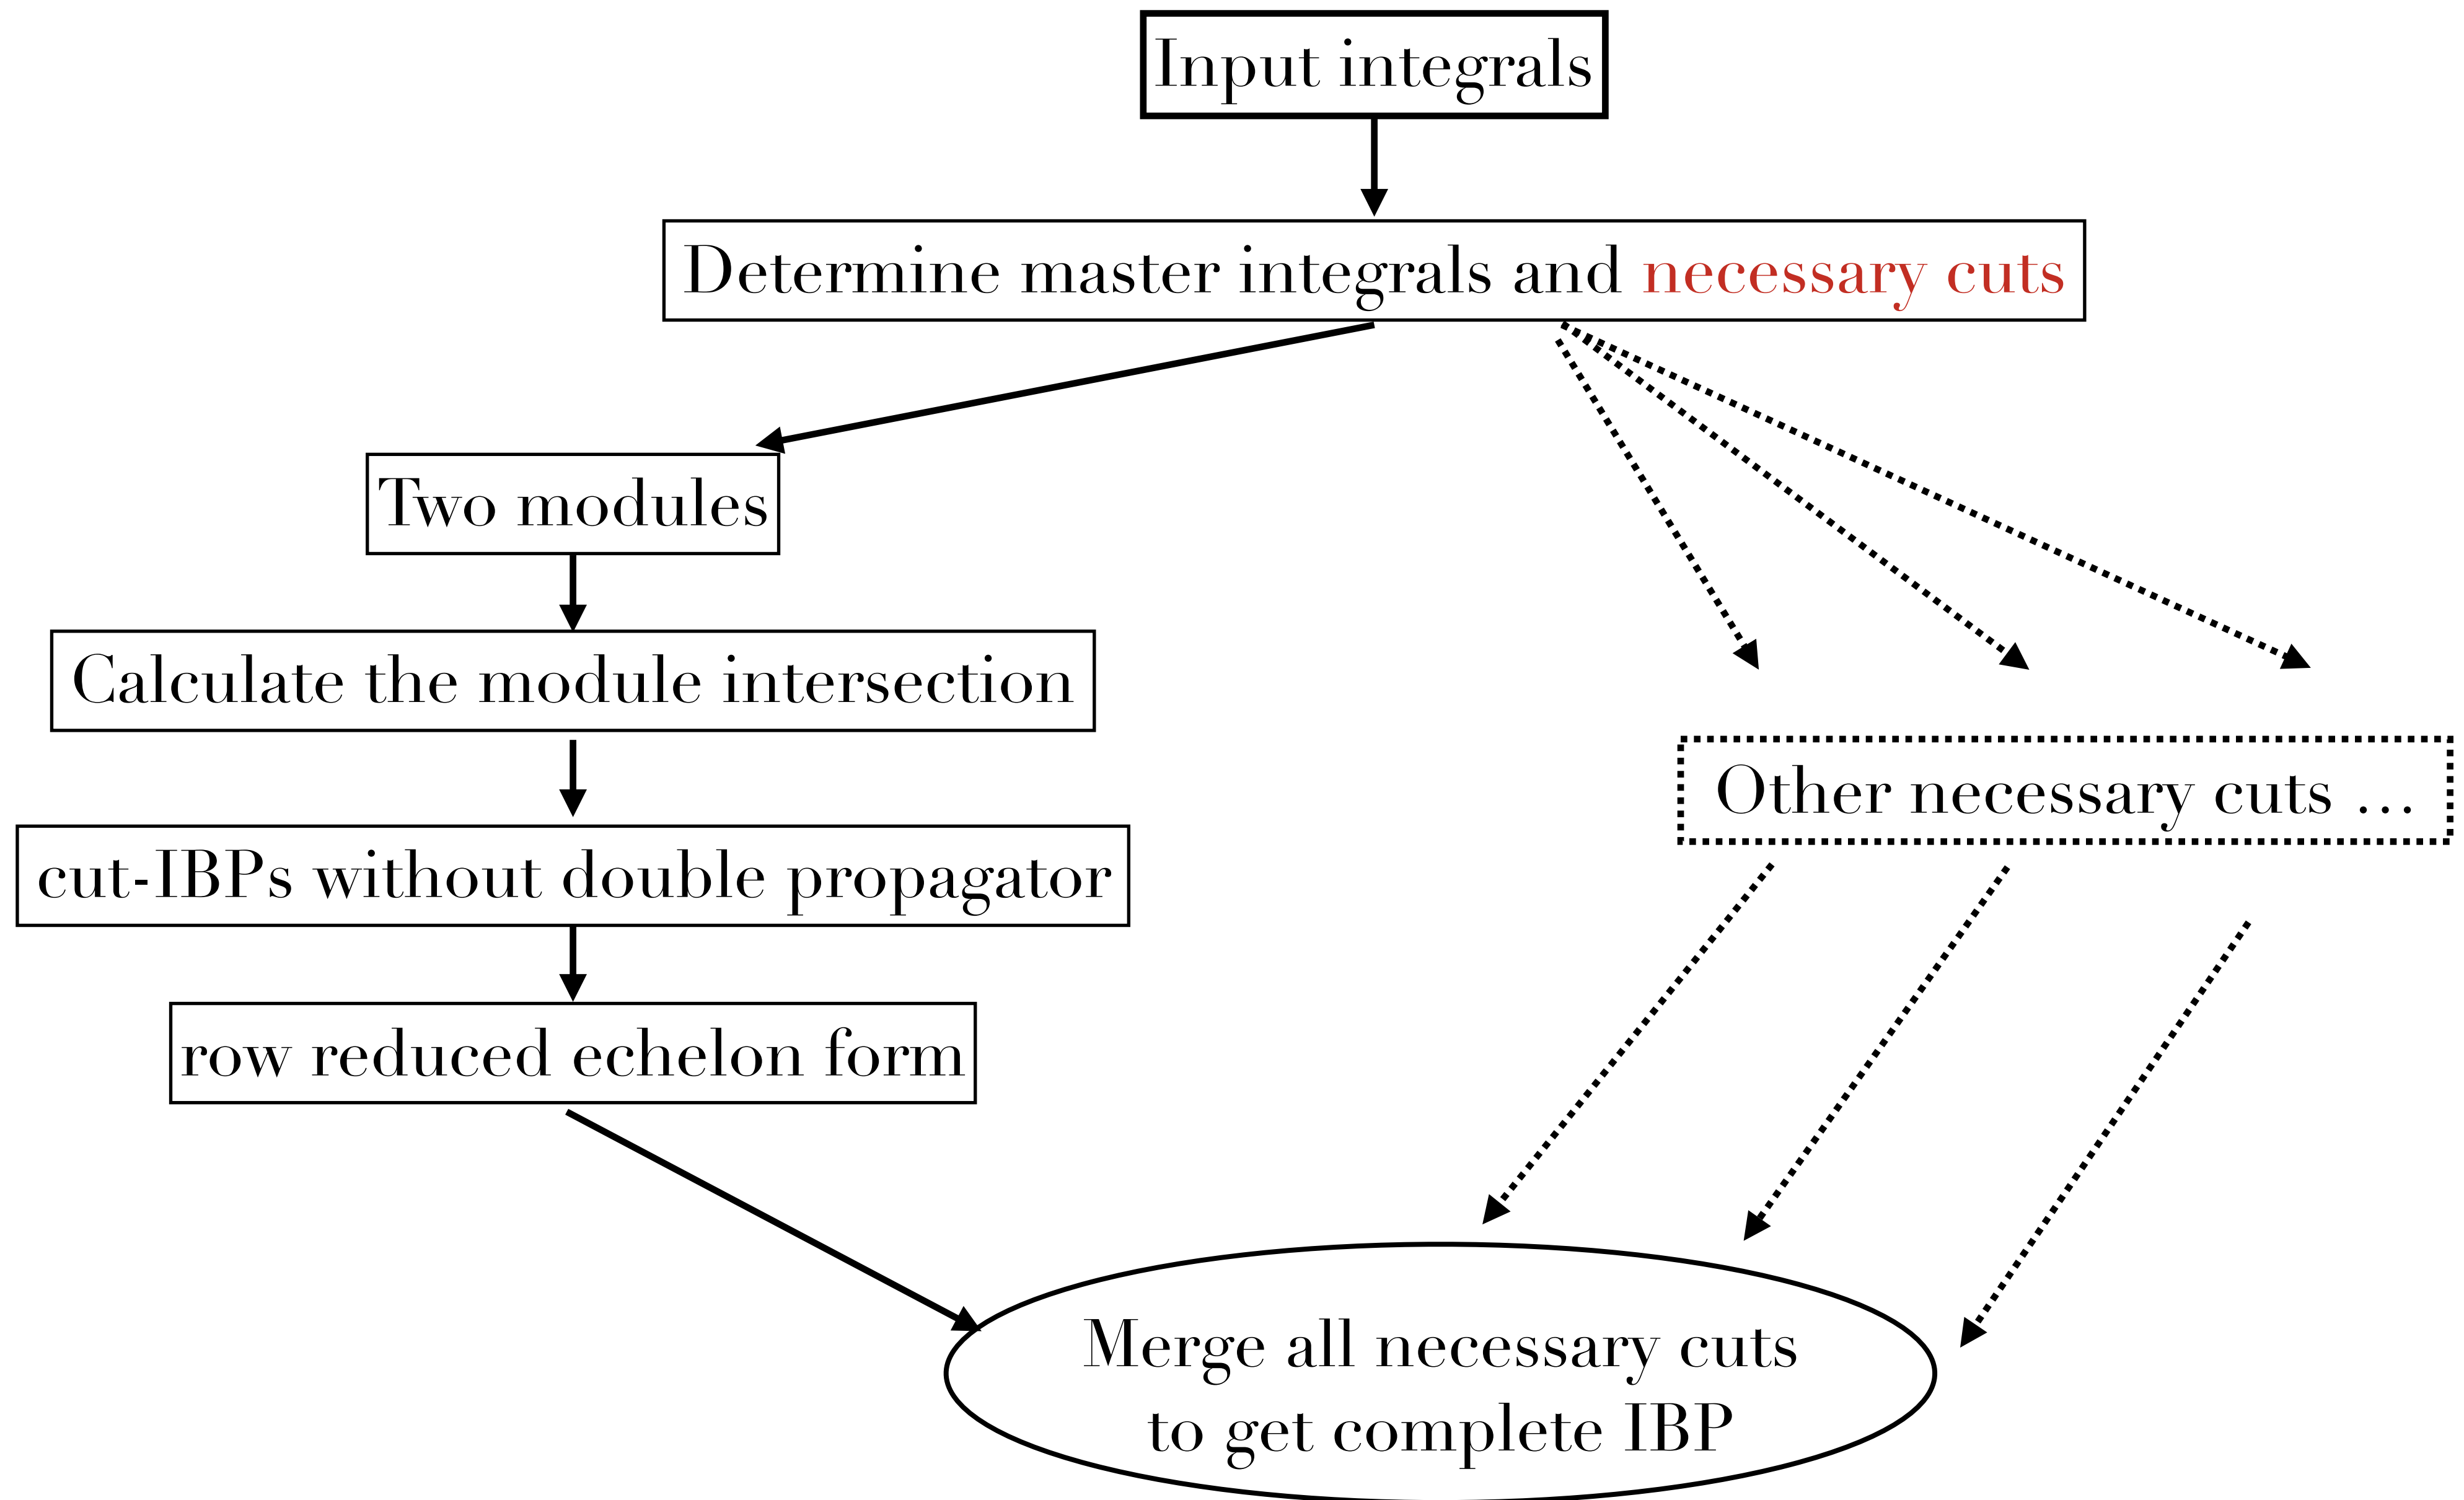 Input integrals
Determine master integrals and necessary cuts
Two modules
Calculate the module intersection
Other necessary cuts …
cut-IBPs without double propagator
row reduced echelon form
Merge all necessary cuts
to get complete IBP